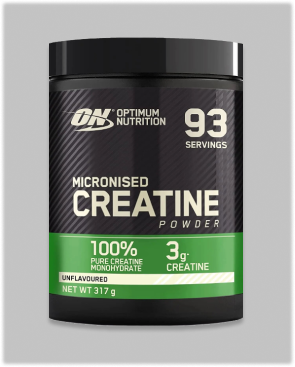 ON OPTIMUM
NUTRITION
93
SERVINGS
MICRONISED
CREATINE
POWDER
100%
PURE CREATINE
MONOHYDRATE
3g
CREATINE
UNFLAVOURED
NET WT 317 g